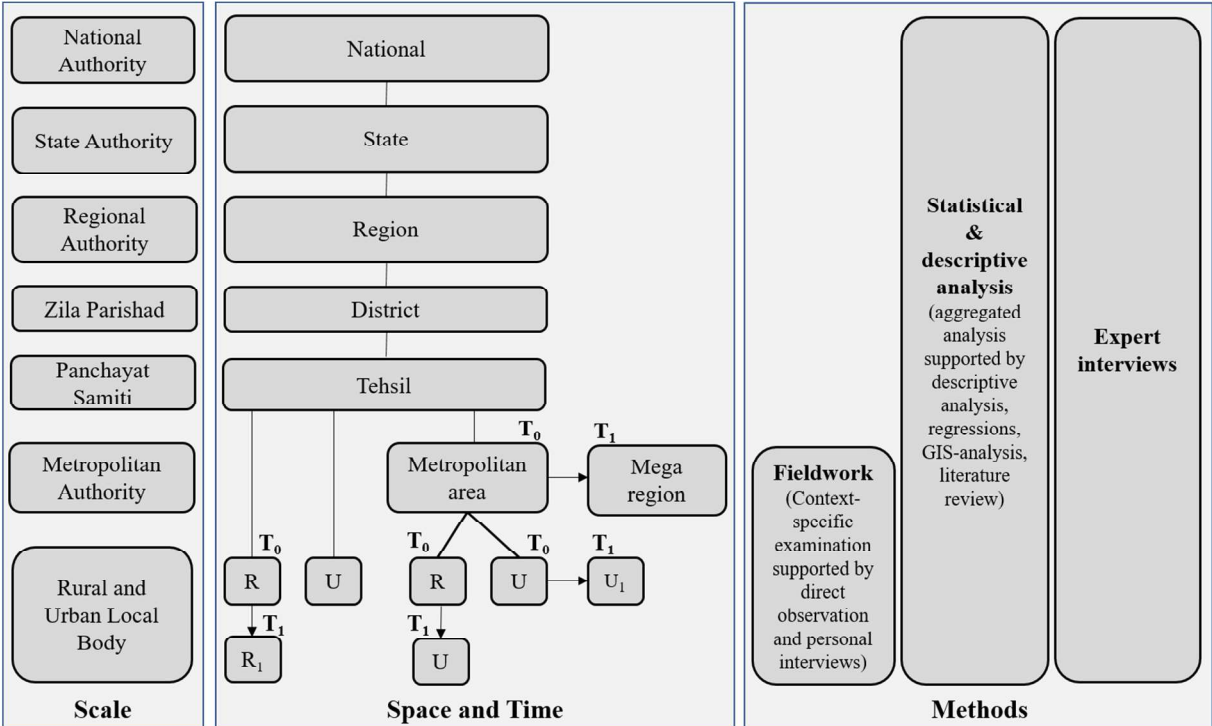 National
Authority
State Authority
Regional
Authority
Zila Parishad
Panchayat
Samiti
Metropolitan
Authority
Rural and
Urban Local
Body
Scale
National
State
Region
District
Tehsil
T₀
T₁
Metropolitan
area
Mega
region
T₀
T₀
T₀
T₁
R
U
R
U
U₁
T₁
T₁
R₁
U
Space and Time
Fieldwork
(Context-
specific
examination
supported by
direct
observation
and personal
interviews)
Statistical
&
descriptive
analysis
(aggregated
analysis
supported by
descriptive
analysis,
regressions,
GIS-analysis,
literature
review)
Expert
interviews
Methods